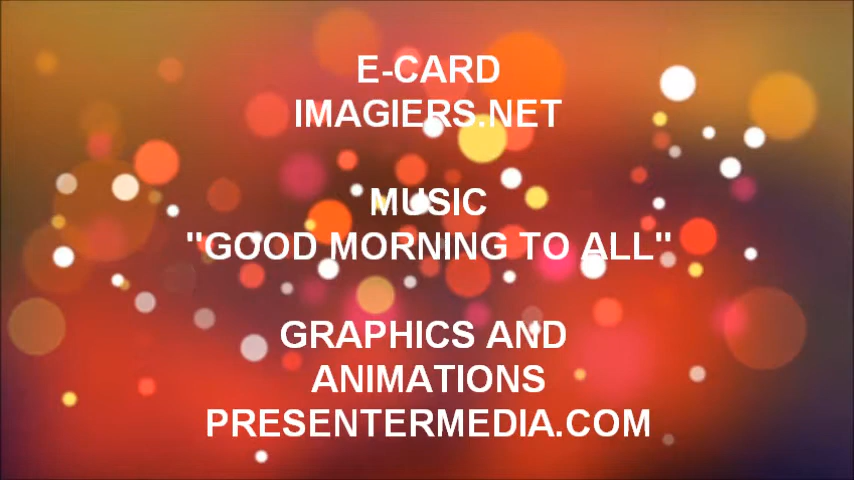 E-CARD
IMAGIERS.NET
MUSIC
"GOOD MORNING TO ALL"
GRAPHICS AND
ANIMATIONS
PRESENTERMEDIA.COM